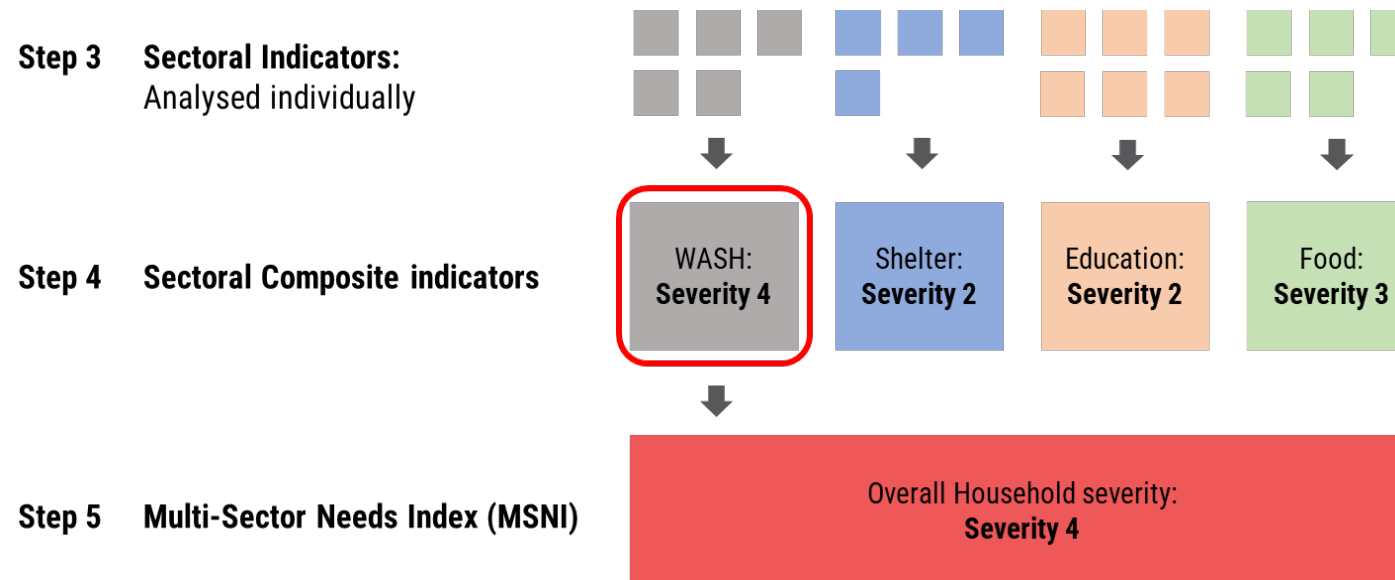 Step 3 Sectoral Indicators:
Analysed individually
Step 4 Sectoral Composite indicators
WASH:
Severity 4
Shelter:
Severity 2
Education:
Severity 2
Food:
Severity 3
Step 5 Multi-Sector Needs Index (MSNI)
Overall Household severity:
Severity 4